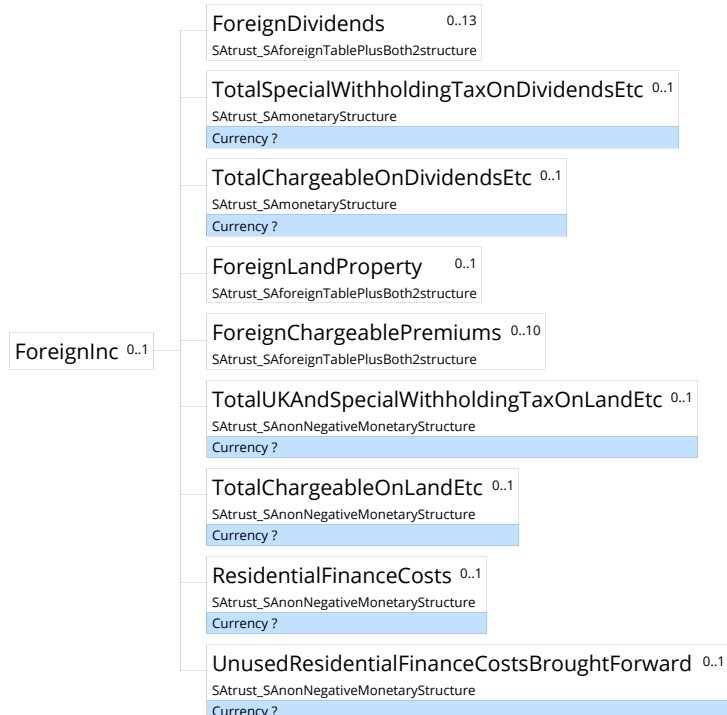 ForeignDividends 0..13
SAtrust_SAforeignTablePlusBoth2structure
TotalSpecialWithholdingTaxOnDividendsEtc 0..1
SAtrust_SAmonetaryStructure
Currency ?
TotalChargeableOnDividendsEtc 0..1
SAtrust_SAmonetaryStructure
Currency ?
ForeignLandProperty 0..1
SAtrust_SAforeignTablePlusBoth2structure
ForeignChargeablePremiums 0..10
SAtrust_SAforeignTablePlusBoth2structure
ForeignInc 0..1
TotalUKAndSpecialWithholdingTaxOnLandEtc 0..1
SAtrust_SAnonNegativeMonetaryStructure
Currency ?
TotalChargeableOnLandEtc 0..1
SAtrust_SAnonNegativeMonetaryStructure
Currency ?
ResidentialFinanceCosts 0..1
SAtrust_SAnonNegativeMonetaryStructure
Currency ?
UnusedResidentialFinanceCostsBroughtForward 0..1
SAtrust_SAnonNegativeMonetaryStructure
Currency ?